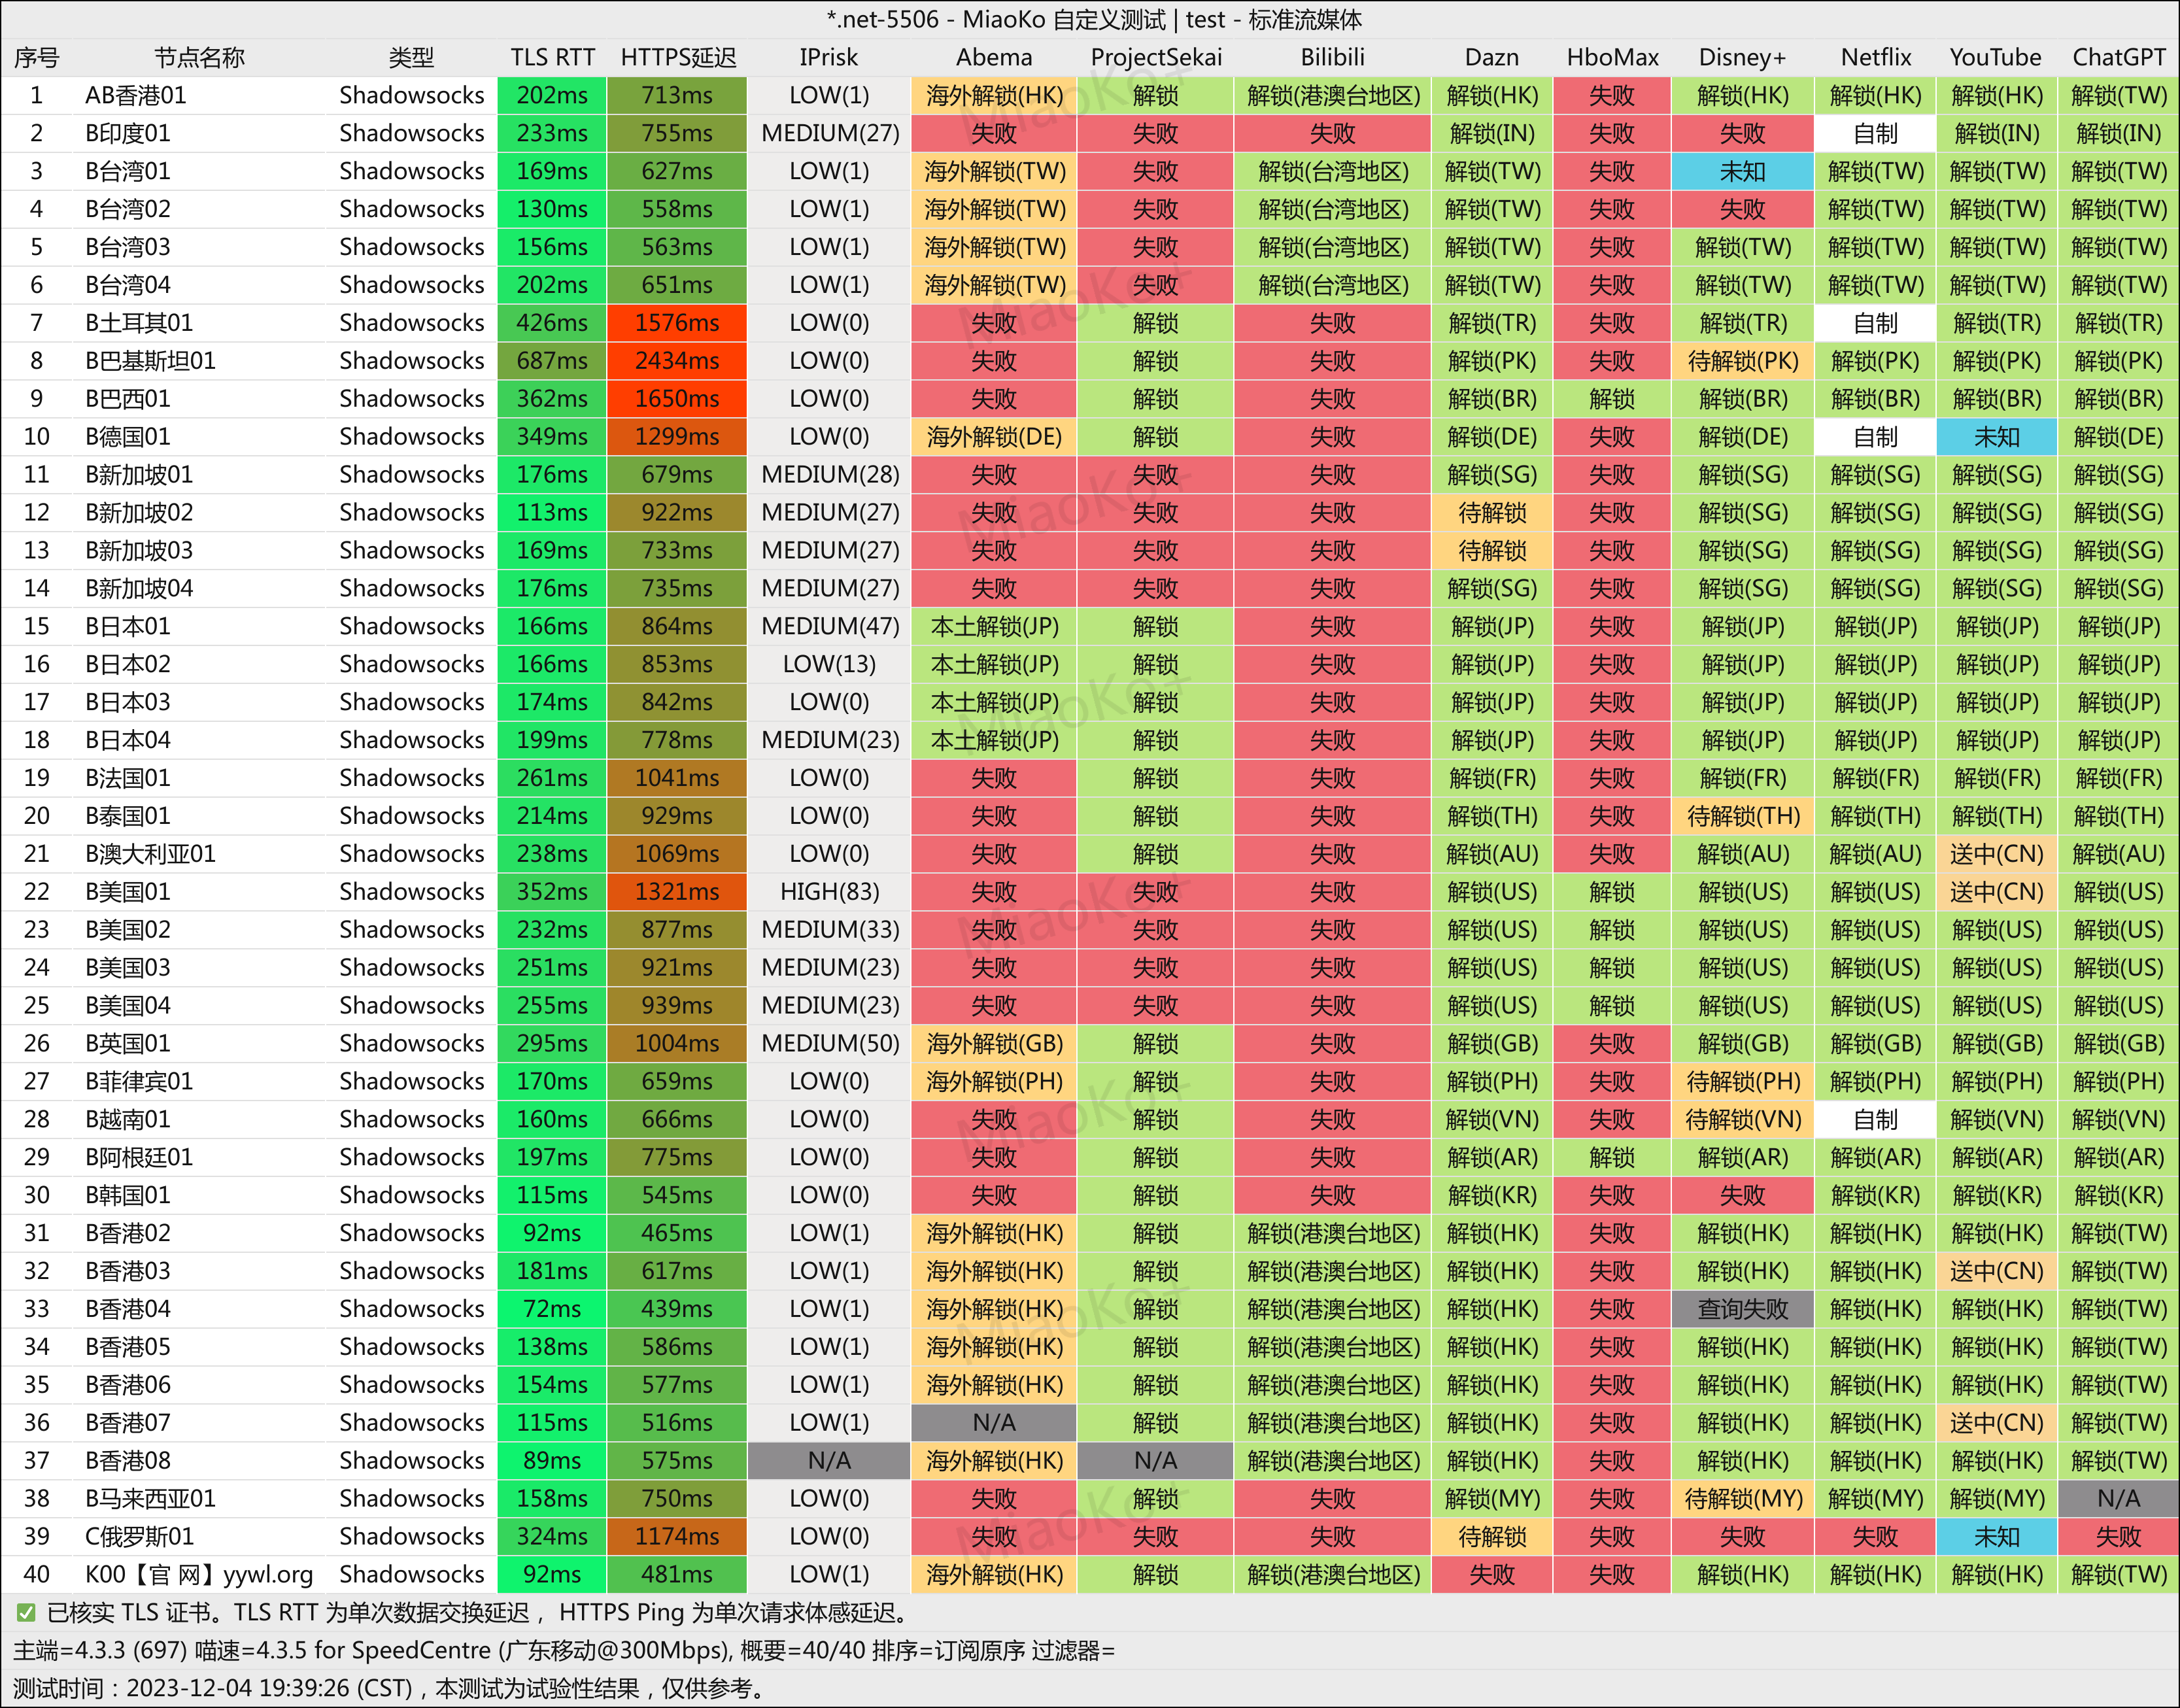 *.net-5506 - MiaoKo 自定义测试 | test - 标准流媒体
序号 节点名称 类型 TLS RTT HTTPS延迟 IPrisk Abema ProjectSekai Bilibili Dazn HboMax Disney+ Netflix YouTube ChatGPT
1 AB香港01 Shadowsocks 202ms 713ms LOW(1) 海外解锁(HK) 解锁 解锁(港澳台地区) 解锁(HK) 失败 解锁(HK) 解锁(HK) 解锁(HK) 解锁(TW)
2 B印度01 Shadowsocks 233ms 755ms MEDIUM(27) 失败 失败 失败 解锁(IN) 失败 失败 自制 解锁(IN) 解锁(IN)
3 B台湾01 Shadowsocks 169ms 627ms LOW(1) 海外解锁(TW) 失败 解锁(台湾地区) 解锁(TW) 失败 未知 解锁(TW) 解锁(TW) 解锁(TW)
4 B台湾02 Shadowsocks 130ms 558ms LOW(1) 海外解锁(TW) 失败 解锁(台湾地区) 解锁(TW) 失败 失败 解锁(TW) 解锁(TW) 解锁(TW)
5 B台湾03 Shadowsocks 156ms 563ms LOW(1) 海外解锁(TW) 失败 解锁(台湾地区) 解锁(TW) 失败 解锁(TW) 解锁(TW) 解锁(TW) 解锁(TW)
6 B台湾04 Shadowsocks 202ms 651ms LOW(1) 海外解锁(TW) 失败 解锁(台湾地区) 解锁(TW) 失败 解锁(TW) 解锁(TW) 解锁(TW) 解锁(TW)
7 B土耳其01 Shadowsocks 426ms 1576ms LOW(0) 失败 解锁 失败 解锁(TR) 失败 解锁(TR) 自制 解锁(TR) 解锁(TR)
8 B巴基斯坦01 Shadowsocks 687ms 2434ms LOW(0) 失败 解锁 失败 解锁(PK) 失败 待解锁(PK) 解锁(PK) 解锁(PK) 解锁(PK)
9 B巴西01 Shadowsocks 362ms 1650ms LOW(0) 失败 解锁 失败 解锁(BR) 解锁 解锁(BR) 解锁(BR) 解锁(BR) 解锁(BR)
10 B德国01 Shadowsocks 349ms 1299ms LOW(0) 海外解锁(DE) 解锁 失败 解锁(DE) 失败 解锁(DE) 自制 未知 解锁(DE)
11 B新加坡01 Shadowsocks 176ms 679ms MEDIUM(28) 失败 失败 失败 解锁(SG) 失败 解锁(SG) 解锁(SG) 解锁(SG) 解锁(SG)
12 B新加坡02 Shadowsocks 113ms 922ms MEDIUM(27) 失败 失败 失败 待解锁 失败 解锁(SG) 解锁(SG) 解锁(SG) 解锁(SG)
13 B新加坡03 Shadowsocks 169ms 733ms MEDIUM(27) 失败 失败 失败 待解锁 失败 解锁(SG) 解锁(SG) 解锁(SG) 解锁(SG)
14 B新加坡04 Shadowsocks 176ms 735ms MEDIUM(27) 失败 失败 失败 解锁(SG) 失败 解锁(SG) 解锁(SG) 解锁(SG) 解锁(SG)
15 B日本01 Shadowsocks 166ms 864ms MEDIUM(47) 本土解锁(JP) 解锁 失败 解锁(JP) 失败 解锁(JP) 解锁(JP) 解锁(JP) 解锁(JP)
16 B日本02 Shadowsocks 166ms 853ms LOW(13) 本土解锁(JP) 解锁 失败 解锁(JP) 失败 解锁(JP) 解锁(JP) 解锁(JP) 解锁(JP)
17 B日本03 Shadowsocks 174ms 842ms LOW(0) 本土解锁(JP) 解锁 失败 解锁(JP) 失败 解锁(JP) 解锁(JP) 解锁(JP) 解锁(JP)
18 B日本04 Shadowsocks 199ms 778ms MEDIUM(23) 本土解锁(JP) 解锁 失败 解锁(JP) 失败 解锁(JP) 解锁(JP) 解锁(JP) 解锁(JP)
19 B法国01 Shadowsocks 261ms 1041ms LOW(0) 失败 解锁 失败 解锁(FR) 失败 解锁(FR) 解锁(FR) 解锁(FR) 解锁(FR)
20 B泰国01 Shadowsocks 214ms 929ms LOW(0) 失败 解锁 失败 解锁(TH) 失败 待解锁(TH) 解锁(TH) 解锁(TH) 解锁(TH)
21 B澳大利亚01 Shadowsocks 238ms 1069ms LOW(0) 失败 解锁 失败 解锁(AU) 失败 解锁(AU) 解锁(AU) 送中(CN) 解锁(AU)
22 B美国01 Shadowsocks 352ms 1321ms HIGH(83) 失败 失败 失败 解锁(US) 解锁 解锁(US) 解锁(US) 送中(CN) 解锁(US)
23 B美国02 Shadowsocks 232ms 877ms MEDIUM(33) 失败 失败 失败 解锁(US) 解锁 解锁(US) 解锁(US) 解锁(US) 解锁(US)
24 B美国03 Shadowsocks 251ms 921ms MEDIUM(23) 失败 失败 失败 解锁(US) 解锁 解锁(US) 解锁(US) 解锁(US) 解锁(US)
25 B美国04 Shadowsocks 255ms 939ms MEDIUM(23) 失败 失败 失败 解锁(US) 解锁 解锁(US) 解锁(US) 解锁(US) 解锁(US)
26 B英国01 Shadowsocks 295ms 1004ms MEDIUM(50) 海外解锁(GB) 解锁 失败 解锁(GB) 失败 解锁(GB) 解锁(GB) 解锁(GB) 解锁(GB)
27 B菲律宾01 Shadowsocks 170ms 659ms LOW(0) 海外解锁(PH) 解锁 失败 解锁(PH) 失败 待解锁(PH) 解锁(PH) 解锁(PH) 解锁(PH)
28 B越南01 Shadowsocks 160ms 666ms LOW(0) 失败 解锁 失败 解锁(VN) 失败 待解锁(VN) 自制 解锁(VN) 解锁(VN)
29 B阿根廷01 Shadowsocks 197ms 775ms LOW(0) 失败 解锁 失败 解锁(AR) 解锁 解锁(AR) 解锁(AR) 解锁(AR) 解锁(AR)
30 B韩国01 Shadowsocks 115ms 545ms LOW(0) 失败 解锁 失败 解锁(KR) 失败 失败 解锁(KR) 解锁(KR) 解锁(KR)
31 B香港02 Shadowsocks 92ms 465ms LOW(1) 海外解锁(HK) 解锁 解锁(港澳台地区) 解锁(HK) 失败 解锁(HK) 解锁(HK) 解锁(HK) 解锁(TW)
32 B香港03 Shadowsocks 181ms 617ms LOW(1) 海外解锁(HK) 解锁 解锁(港澳台地区) 解锁(HK) 失败 解锁(HK) 解锁(HK) 送中(CN) 解锁(TW)
33 B香港04 Shadowsocks 72ms 439ms LOW(1) 海外解锁(HK) 解锁 解锁(港澳台地区) 解锁(HK) 失败 查询失败 解锁(HK) 解锁(HK) 解锁(TW)
34 B香港05 Shadowsocks 138ms 586ms LOW(1) 海外解锁(HK) 解锁 解锁(港澳台地区) 解锁(HK) 失败 解锁(HK) 解锁(HK) 解锁(HK) 解锁(TW)
35 B香港06 Shadowsocks 154ms 577ms LOW(1) 海外解锁(HK) 解锁 解锁(港澳台地区) 解锁(HK) 失败 解锁(HK) 解锁(HK) 解锁(HK) 解锁(TW)
36 B香港07 Shadowsocks 115ms 516ms LOW(1) N/A 解锁 解锁(港澳台地区) 解锁(HK) 失败 解锁(HK) 解锁(HK) 送中(CN) 解锁(TW)
37 B香港08 Shadowsocks 89ms 575ms N/A 海外解锁(HK) N/A 解锁(港澳台地区) 解锁(HK) 失败 解锁(HK) 解锁(HK) 解锁(HK) 解锁(TW)
38 B马来西亚01 Shadowsocks 158ms 750ms LOW(0) 失败 解锁 失败 解锁(MY) 失败 待解锁(MY) 解锁(MY) 解锁(MY) N/A
39 C俄罗斯01 Shadowsocks 324ms 1174ms LOW(0) 失败 失败 失败 待解锁 失败 失败 失败 未知 失败
40 K00【官 网】yywl.org Shadowsocks 92ms 481ms LOW(1) 海外解锁(HK) 解锁 解锁(港澳台地区) 失败 失败 解锁(HK) 解锁(HK) 解锁(HK) 解锁(TW)
✅ 已核实 TLS 证书。TLS RTT 为单次数据交换延迟， HTTPS Ping 为单次请求体感延迟。
主端=4.3.3 (697) 喵速=4.3.5 for SpeedCentre (广东移动@300Mbps), 概要=40/40 排序=订阅原序 过滤器=
测试时间：2023-12-04 19:39:26 (CST)，本测试为试验性结果，仅供参考。
MiaoKo+
MiaoKo+
MiaoKo+
MiaoKo+
MiaoKo+
MiaoKo+
MiaoKo+
MiaoKo+